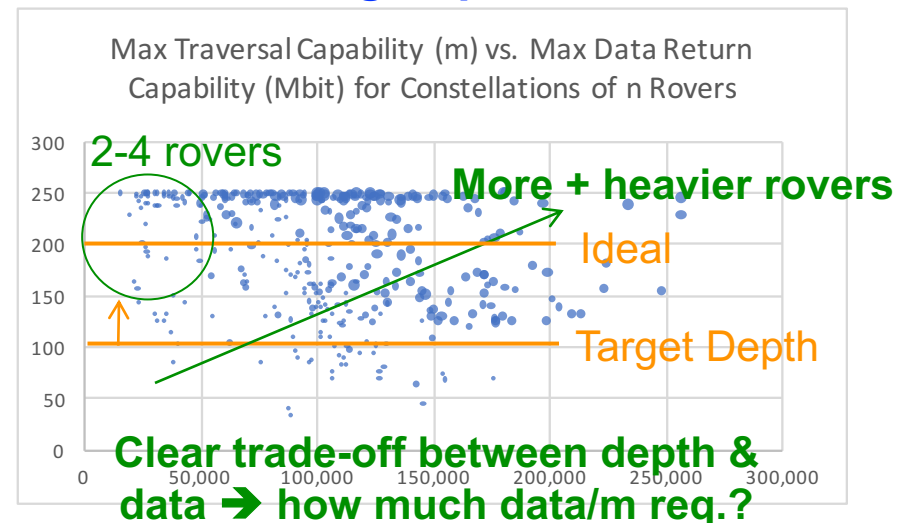 Max Traversal Capability (m) vs. Max Data Return
Capability (Mbit) for Constellations of n Rovers
300
2-4 rovers
250
More + heavier rovers
200
Ideal
150
100
Target Depth
50
0
Clear trade-off between depth &
0
50,000
100,000
150,000
200,000
250,000
300,000
data ➔ how much data/m req.?